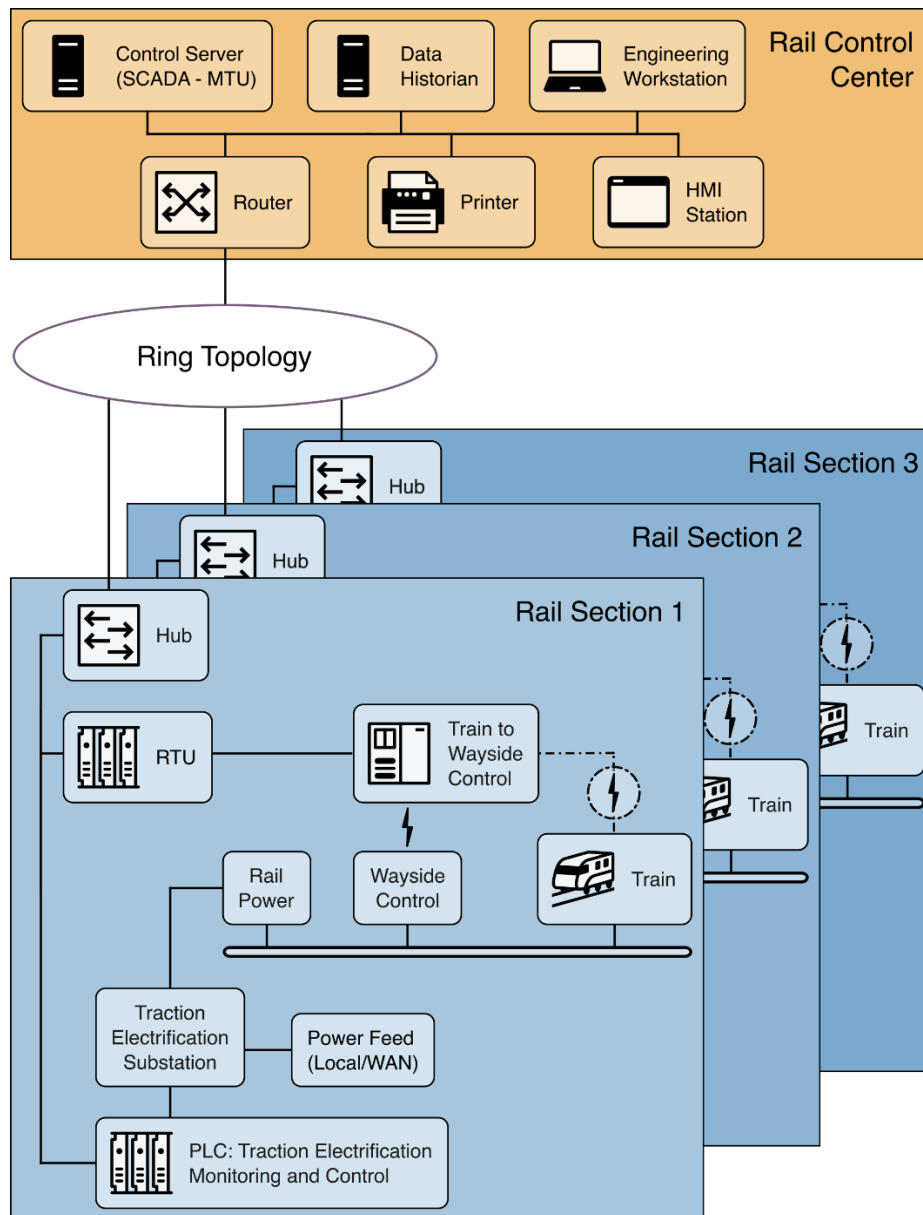 Rail Control
Center
Control Server
(SCADA - MTU)
Data
Historian
Engineering
Workstation
Router
Printer
HMI
Station
Ring Topology
Rail Section 3
Hub
Rail Section 2
Hub
Rail Section 1
Hub
RTU
Train to
Wayside
Control
Train
Train
Rail
Power
Wayside
Control
Train
Traction
Electrification
Substation
Power Feed
(Local/WAN)
PLC: Traction Electrification
Monitoring and Control